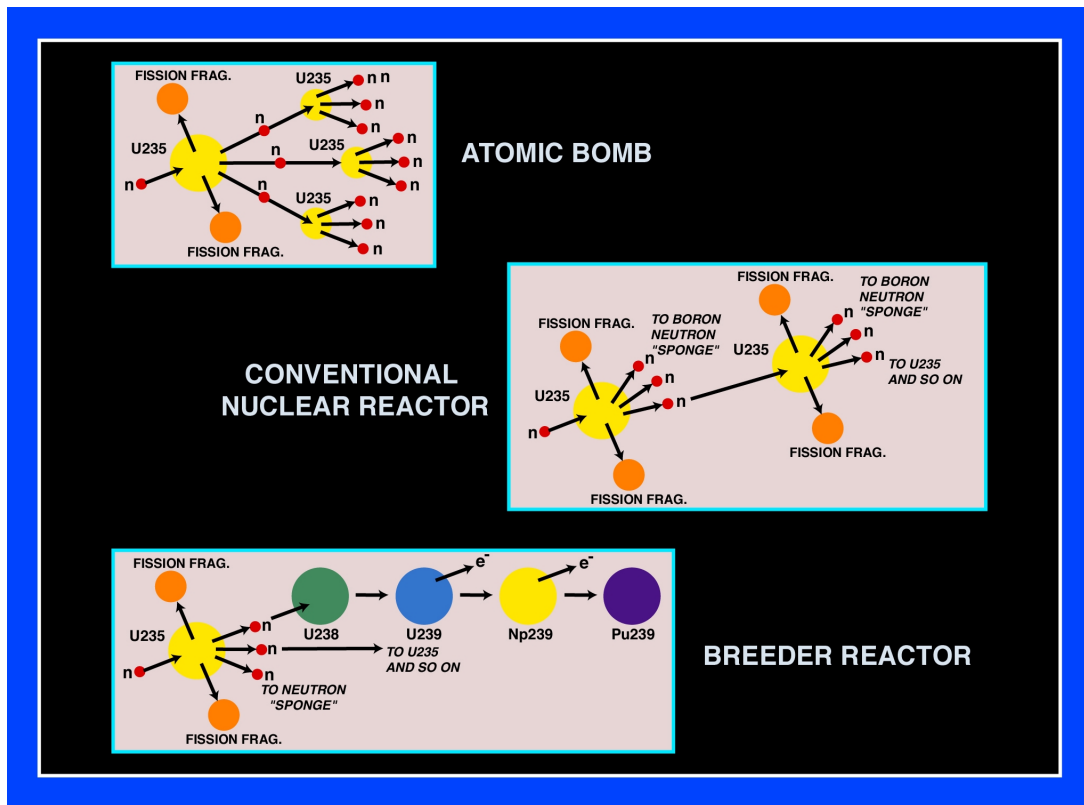 FISSION FRAG.
U235
n n
n
n
U235
U235
n
n
n
n
n
n
n
U235
n
n
n
FISSION FRAG.
ATOMIC BOMB
FISSION FRAG.
TO BORON
NEUTRON
"SPONGE"
n
n
U235
n
TO U235
AND SO ON
FISSION FRAG.
FISSION FRAG.
TO BORON
NEUTRON
"SPONGE"
n
n
U235
n
n
FISSION FRAG.
CONVENTIONAL
NUCLEAR REACTOR
FISSION FRAG.
U235
n
n
n
n
TO NEUTRON
"SPONGE"
FISSION FRAG.
e-
e-
U238
U239
Np239
Pu239
TO U235
AND SO ON
BREEDER REACTOR